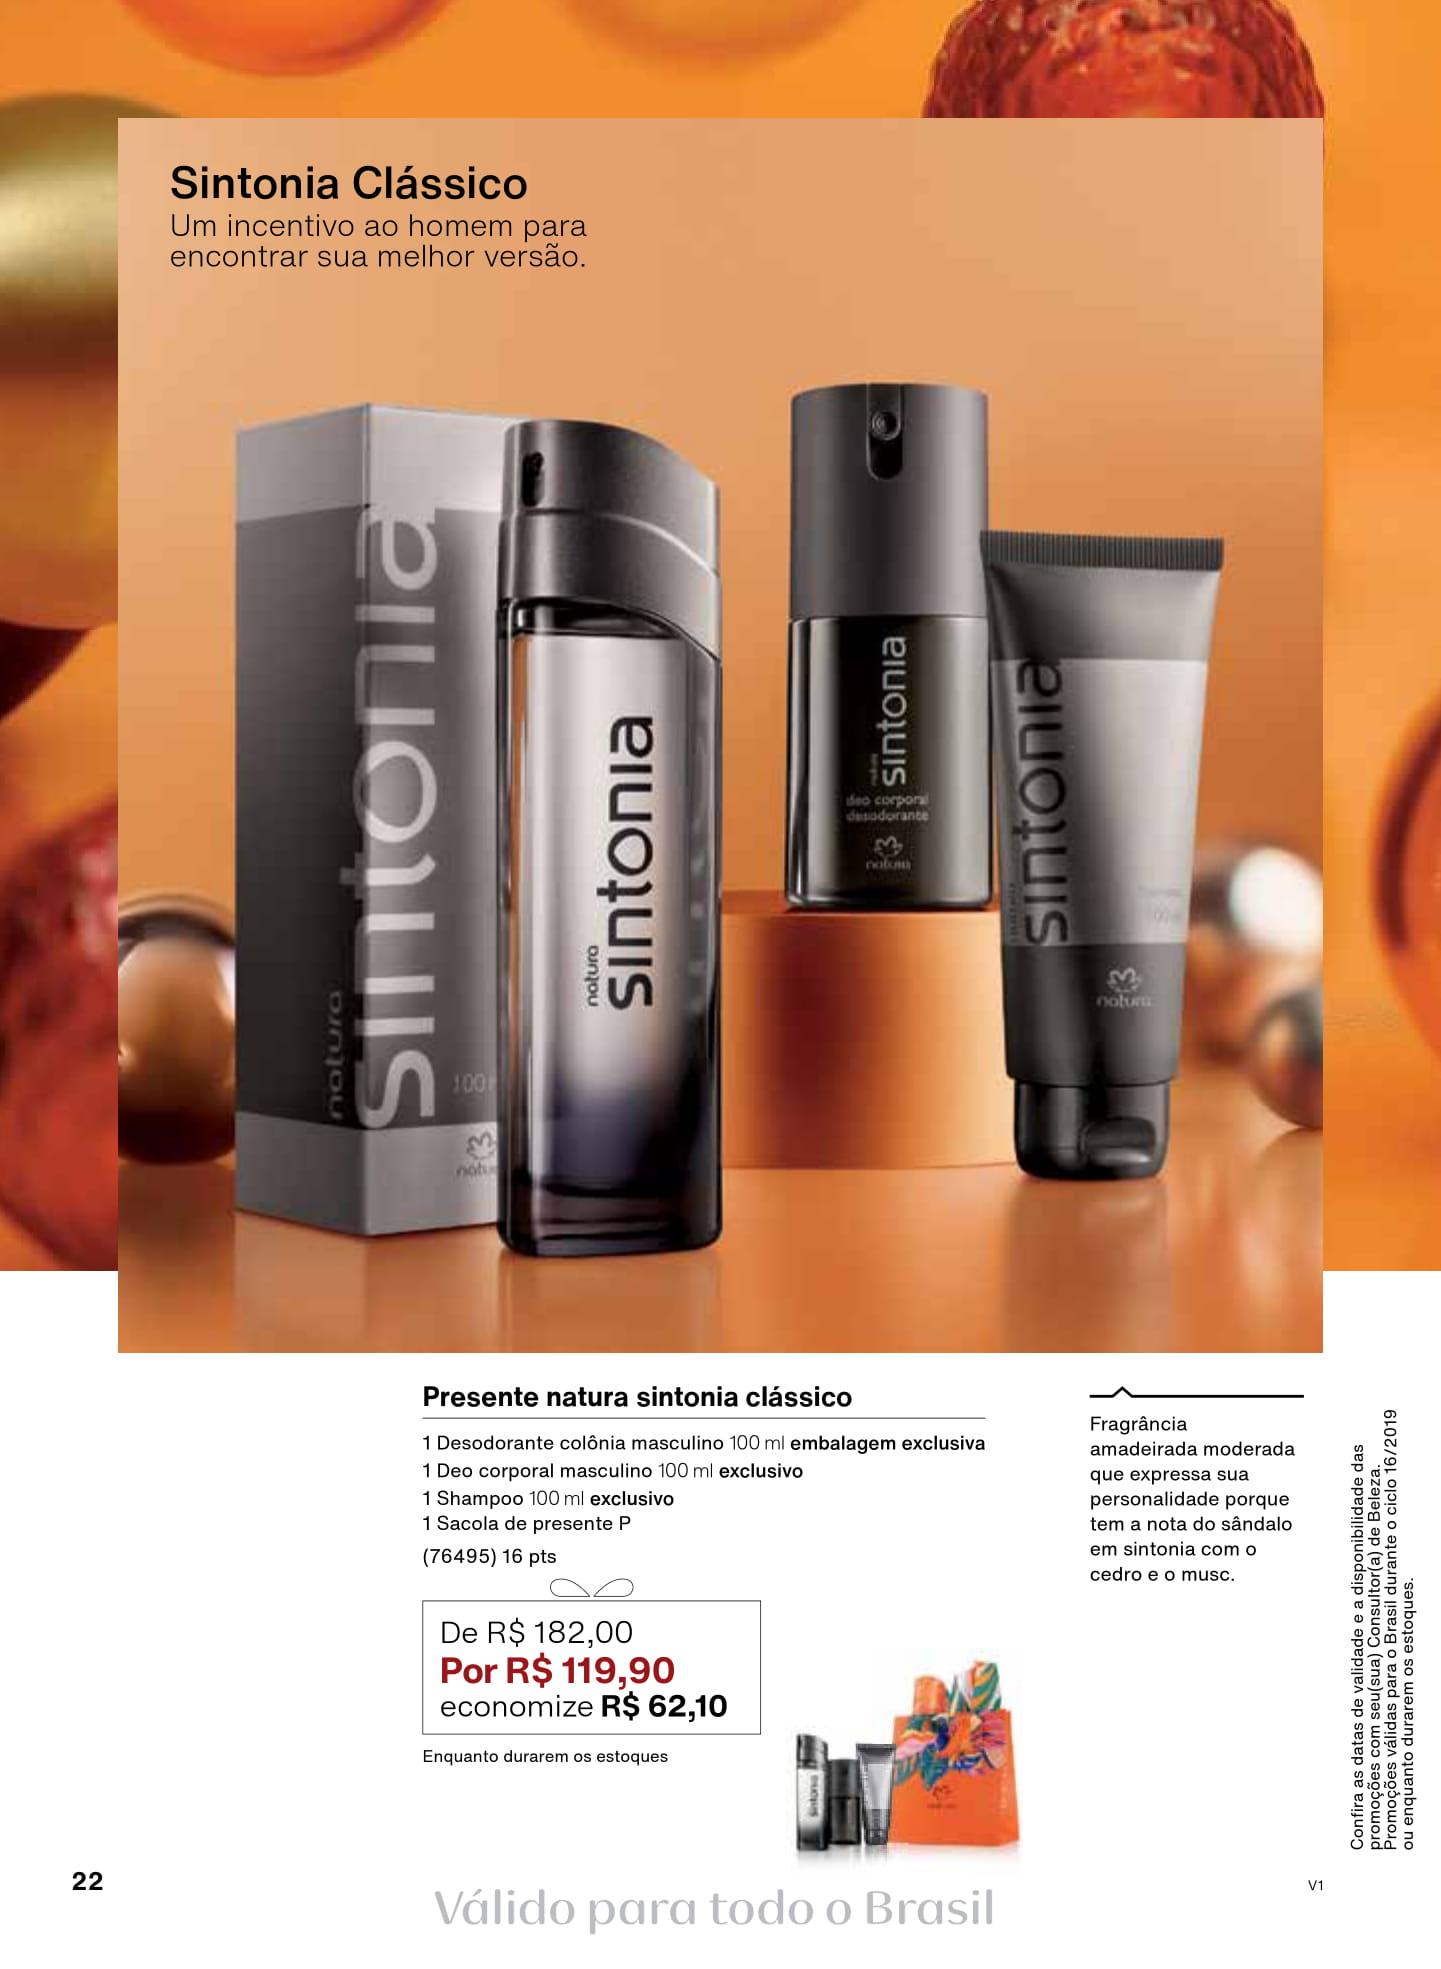 Sintonia Clássico
Um incentivo ao homem para
encontrar sua melhor versão.
natura
sintonia
100
natura
natura
sintonia
natura
sintonia
deo corporal
desodorante
natura
sintonia
natura
Presente natura sintonia clássico
1 Desodorante colônia masculino 100 ml embalagem exclusiva
1 Deo corporal masculino 100 ml exclusivo
1 Shampoo 100 ml exclusivo
1 Sacola de presente P
(76495) 16 pts
De R$ 182,00
Por R$ 119,90
economize R$ 62,10
Enquanto durarem os estoques
Fragrância
amadeirada moderada
que expressa sua
personalidade porque
tem a nota do sândalo
em sintonia com o
cedro e o musc.
sintonia
Confira as datas de validade e a disponibilidade das
promoções com seu(sua) Consultor(a) de Beleza.
Promoções válidas para o Brasil durante o ciclo 16/2019
ou enquanto durarem os estoques.
22
V1
Válido para todo o Brasil